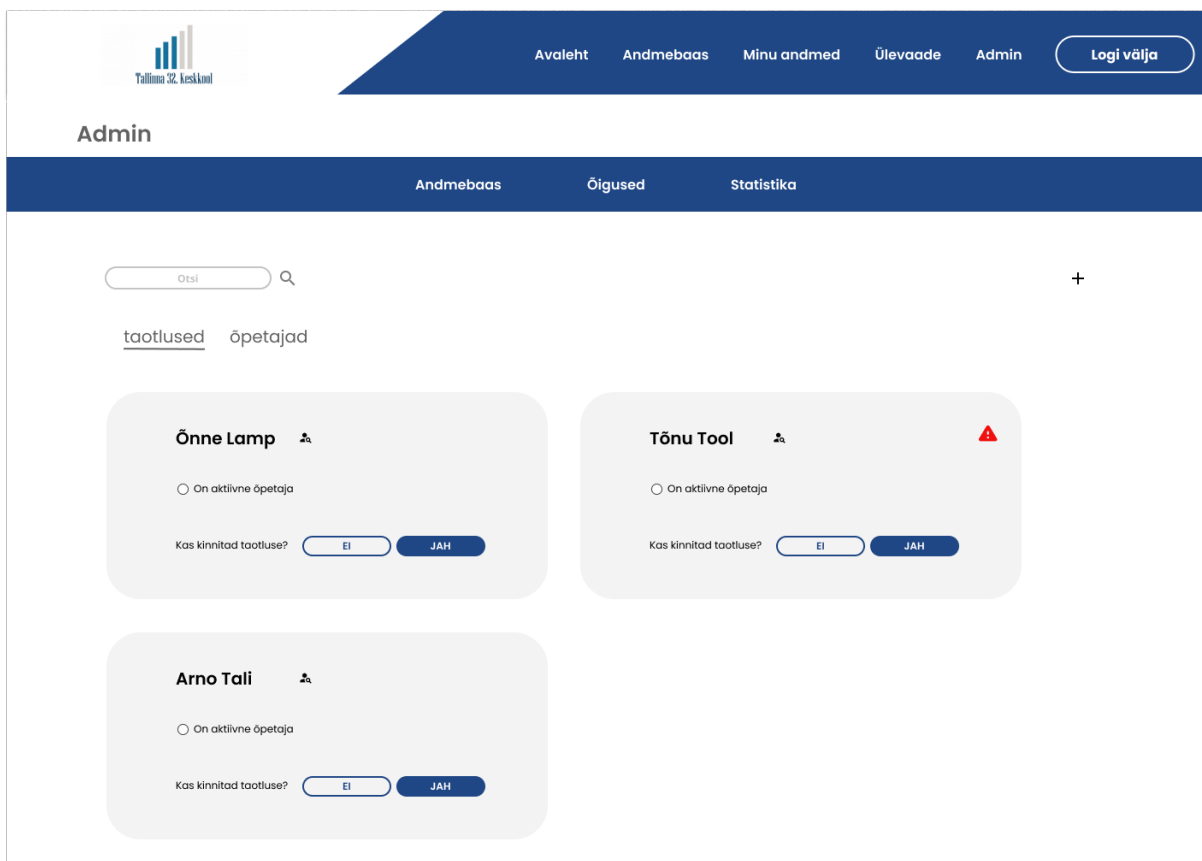 Tallinna 32. Keskkool
Avaleht Andmebaas Minu andmed Ülevaade Admin Logi välja
Admin
Andmebaas Õigused Statistika
Otsi
taotlused õpetajad
Õnne Lamp
On aktiivne õpetaja
Kas kinnitad taotluse? EI JAH
Tõnu Tool
On aktiivne õpetaja
Kas kinnitad taotluse? EI JAH
Arno Tali
On aktiivne õpetaja
Kas kinnitad taotluse? EI JAH